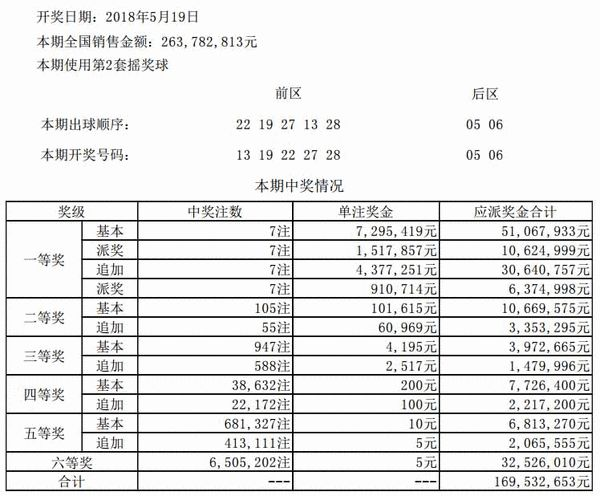 开奖日期：2018年5月19日
本期全国销售金额：263,782,813元
本期使用第2套摇奖球
前区 后区
本期出球顺序： 22 19 27 13 28 05 06
本期开奖号码： 13 19 22 27 28 05 06
本期中奖情况
奖级 中奖注数 单注奖金 应派奖金合计
一等奖 基本 7注 7,295,419元 51,067,933元
派奖 7注 1,517,857元 10,624,999元
追加 7注 4,377,251元 30,640,757元
派奖 7注 910,714元 6,374,998元
二等奖 基本 105注 101,615元 10,669,575元
追加 55注 60,969元 3,353,295元
三等奖 基本 947注 4,195元 3,972,665元
追加 588注 2,517元 1,479,996元
四等奖 基本 38,632注 200元 7,726,400元
追加 22,172注 100元 2,217,200元
五等奖 基本 681,327注 10元 6,813,270元
追加 413,111注 5元 2,065,555元
六等奖 6,505,202注 5元 32,526,010元
合计 --- --- 169,532,653元